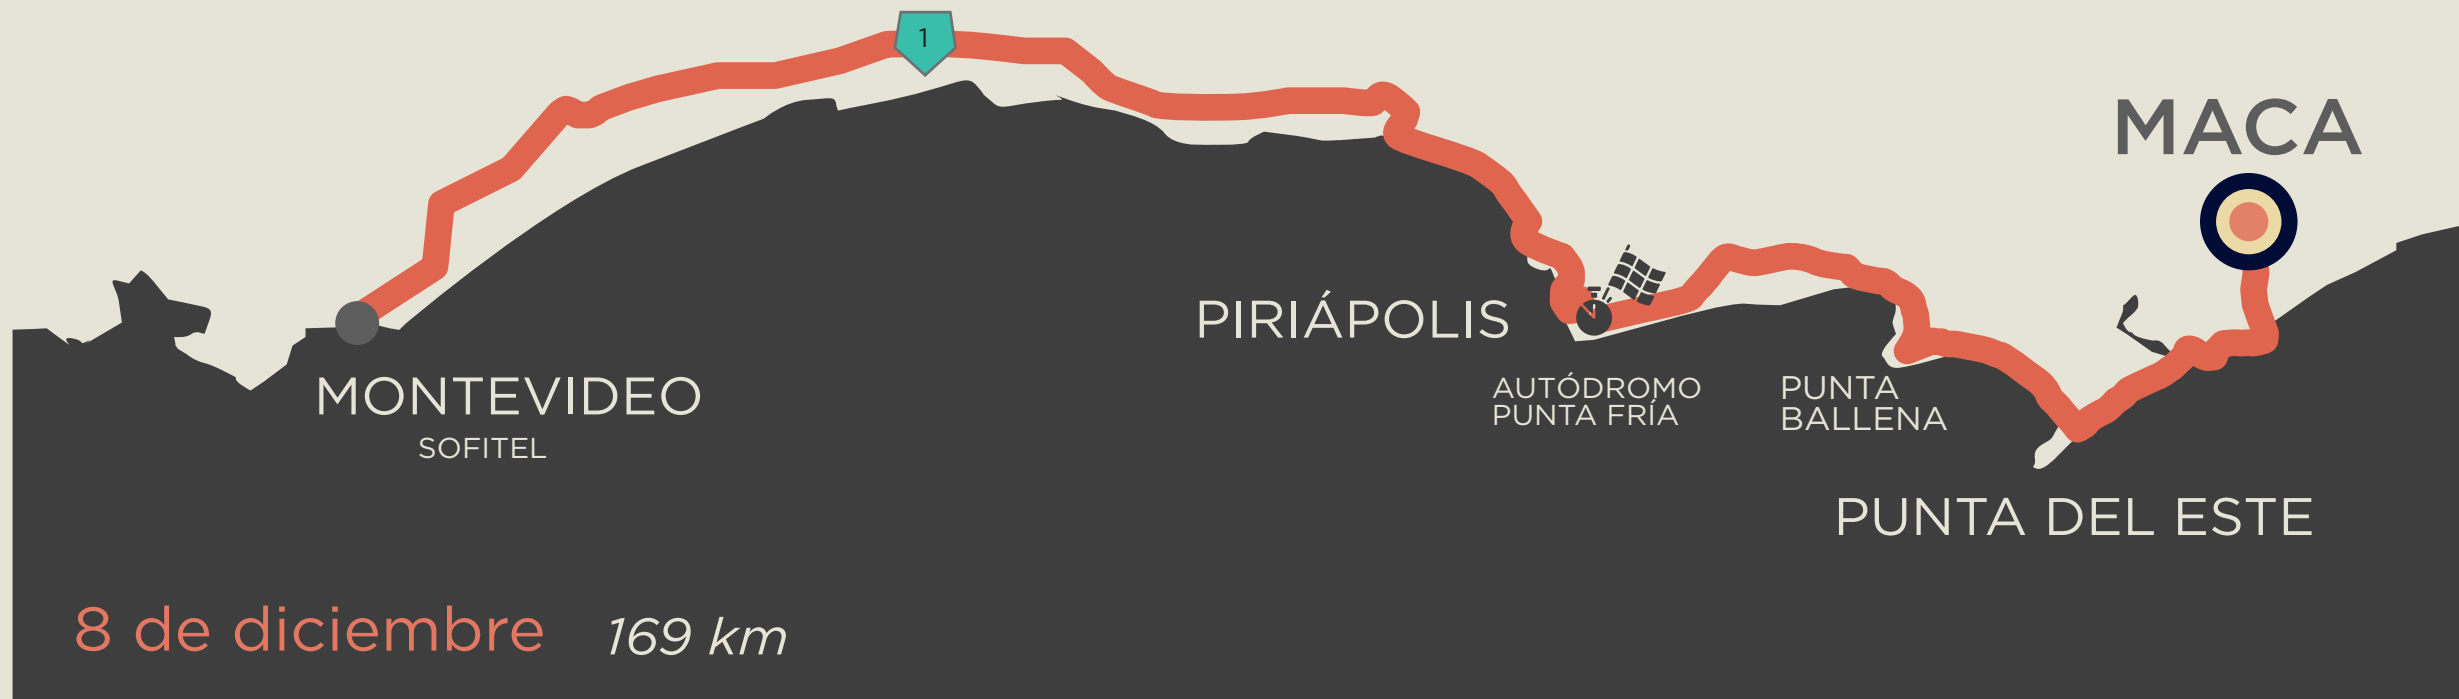 1
MACA
PIRIÁPOLIS
MONTEVIDEO
SOFITEL
AUTÓDROMO
PUNTA FRÍA
PUNTA
BALLENA
PUNTA DEL ESTE
8 de diciembre
169 km